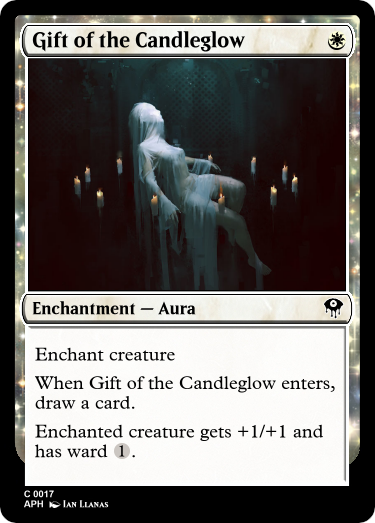 Gift of the Candleglow
Enchantment — Aura
Enchant creature
When Gift of the Candleglow enters,
draw a card.
Enchanted creature gets +1/+1 and
has ward 1.
C 0017
APH Ian Llanas